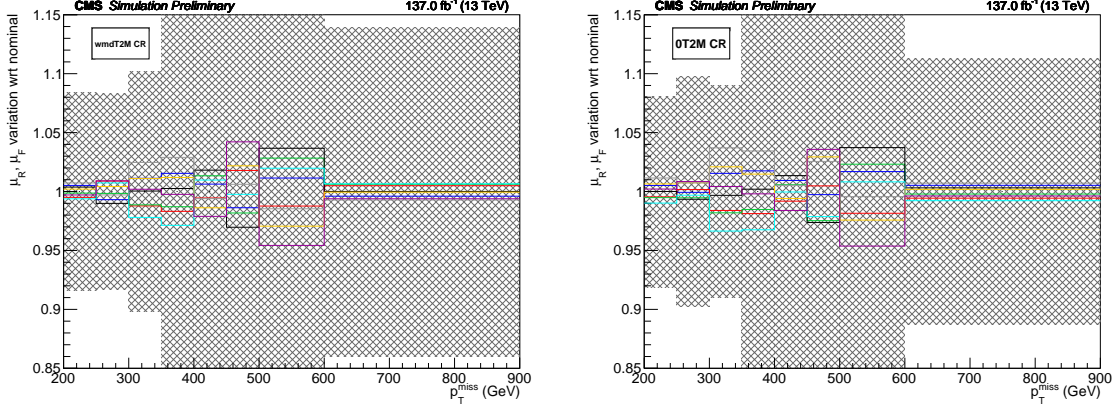 CMS Simulation Preliminary 137.0 fb⁻¹ (13 TeV)
wmdT2M CR
μ_R, μ_F variation wrt nominal
1.15
1.1
1.05
1
0.95
0.9
0.85
200 300 400 500 600 700 800 900
p_T^miss (GeV)
CMS Simulation Preliminary 137.0 fb⁻¹ (13 TeV)
0T2M CR
μ_R, μ_F variation wrt nominal
1.15
1.1
1.05
1
0.95
0.9
0.85
200 300 400 500 600 700 800 900
p_T^miss (GeV)